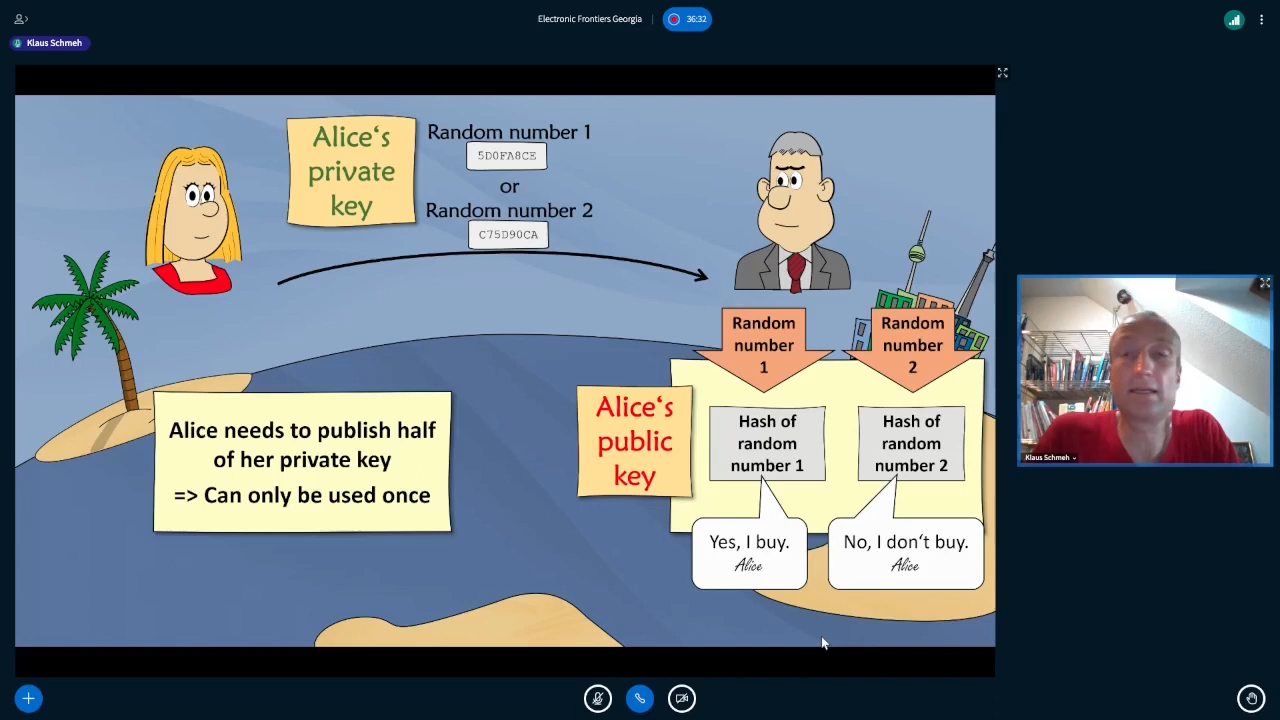 Electronic Frontiers Georgia
36:32
Klaus Schmeh
Alice‘s
private
key
Random number 1
5D0FA8CE
or
Random number 2
C75D90CA
Random
number
1
Random
number
2
Alice needs to publish half
of her private key
=> Can only be used once
Alice‘s
public
key
Hash of
random
number 1
Hash of
random
number 2
Yes, I buy.
Alice
No, I don‘t buy.
Alice
Klaus Schmeh